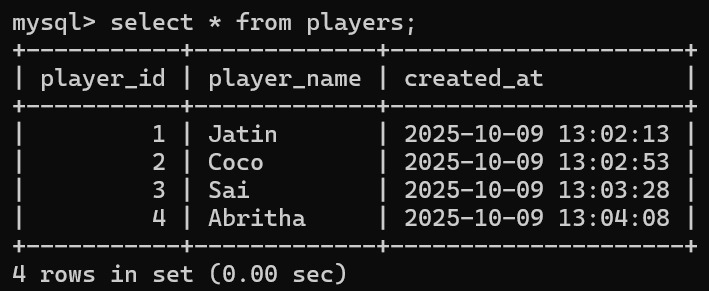 mysql> select * from players;
+-----------+-------------+---------------------+
| player_id | player_name | created_at          |
+-----------+-------------+---------------------+
|         1 | Jatin       | 2025-10-09 13:02:13 |
|         2 | Coco        | 2025-10-09 13:02:53 |
|         3 | Sai         | 2025-10-09 13:03:28 |
|         4 | Abritha     | 2025-10-09 13:04:08 |
+-----------+-------------+---------------------+
4 rows in set (0.00 sec)